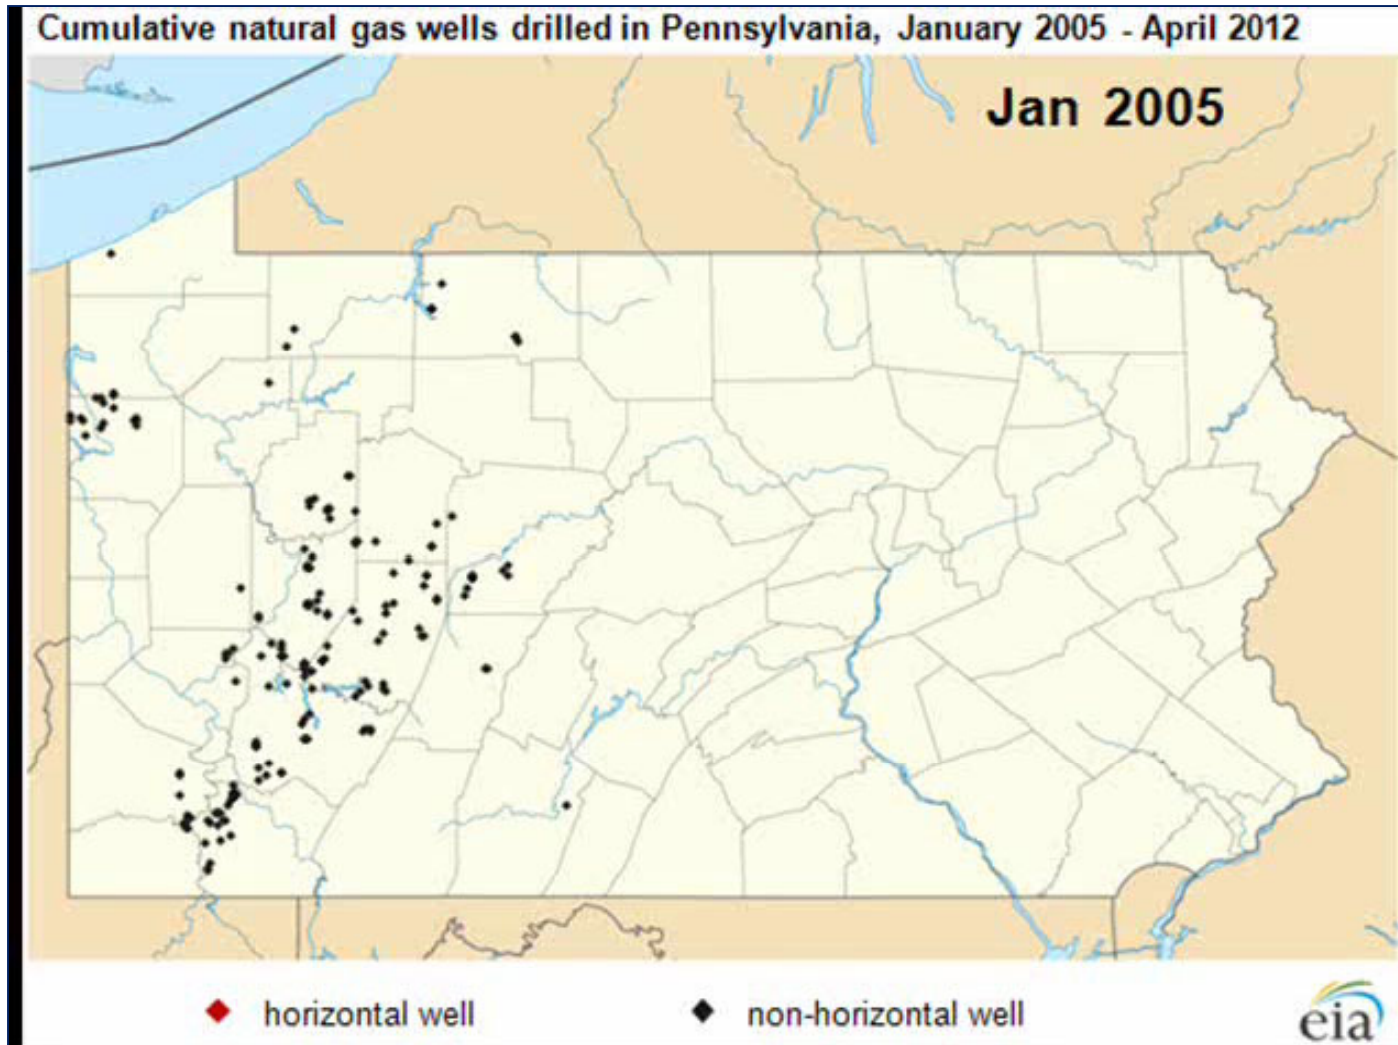 Cumulative natural gas wells drilled in Pennsylvania, January 2005 - April 2012
Jan 2005
horizontal well
non-horizontal well
eia